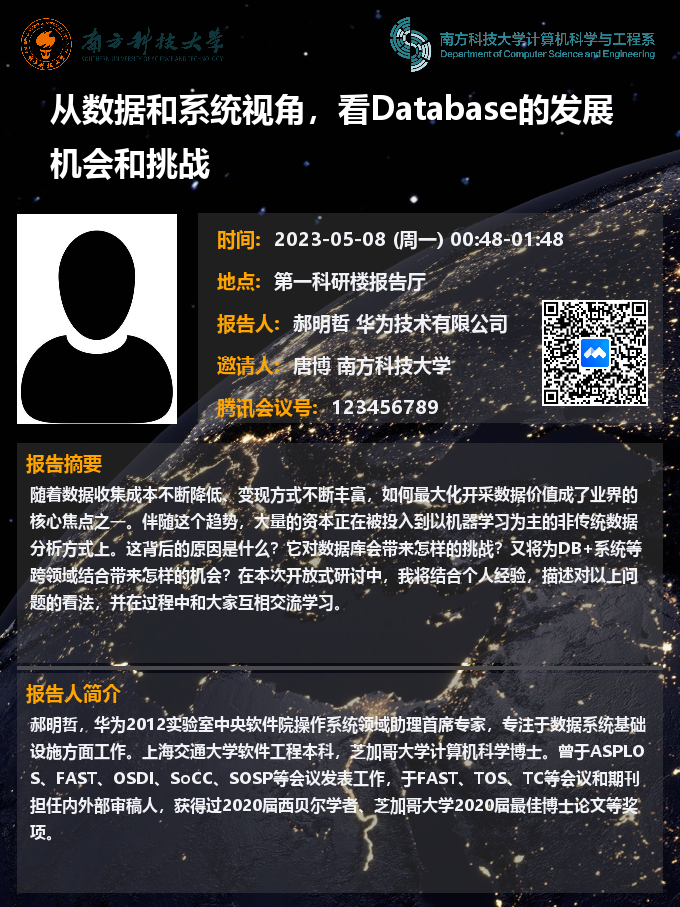 南方科技大学
SOUTHERN UNIVERSITY OF SCIENCE AND TECHNOLOGY
南方科技大学计算机科学与工程系
Department of Computer Science and Engineering
从数据和系统视角，看Database的发展
机会和挑战
时间: 2023-05-08 (周一) 00:48-01:48
地点: 第一科研楼报告厅
报告人: 郝明哲 华为技术有限公司
邀请人: 唐博 南方科技大学
腾讯会议号: 123456789
报告摘要
随着数据收集成本不断降低、变现方式不断丰富，如何最大化开采数据价值成了业界的
核心焦点之一。伴随这个趋势，大量的资本正在被投入到以机器学习为主的非传统数据
分析方式上。这背后的原因是什么？它对数据库会带来怎样的挑战？又将为DB+系统等
跨领域结合带来怎样的机会？在本次开放式研讨中，我将结合个人经验，描述对以上问
题的看法，并在过程中和大家互相交流学习。
报告人简介
郝明哲，华为2012实验室中央软件院操作系统领域助理首席专家，专注于数据系统基础
设施方面工作。上海交通大学软件工程本科，芝加哥大学计算机科学博士。曾于ASPLO
S、FAST、OSDI、SoCC、SOSP等会议发表工作，于FAST、TOS、TC等会议和期刊
担任内外部审稿人，获得过2020届西贝尔学者、芝加哥大学2020届最佳博士论文等奖
项。